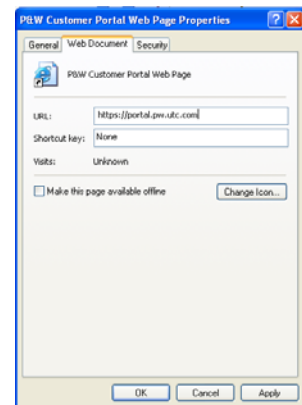 P&W Customer Portal Web Page Properties
General Web Document Security
P&W Customer Portal Web Page
URL: https://portal.pw.utc.com
Shortcut key: None
Visits: Unknown
Make this page available offline Change Icon...
OK Cancel Apply